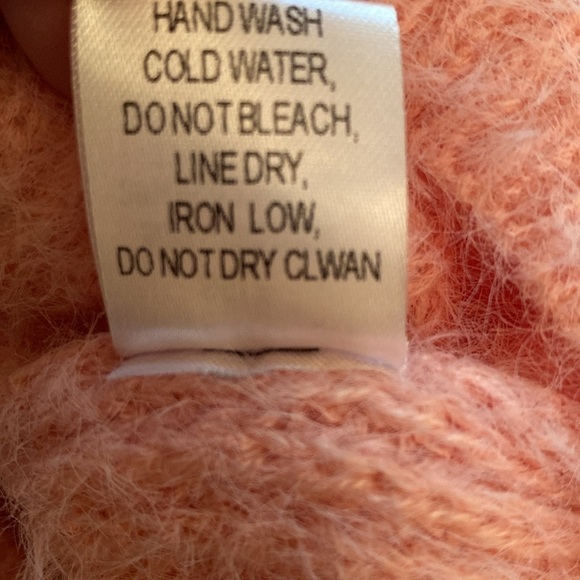 HAND WASH
COLD WATER,
DO NOT BLEACH,
LINE DRY,
IRON LOW,
DO NOT DRY CLWAN